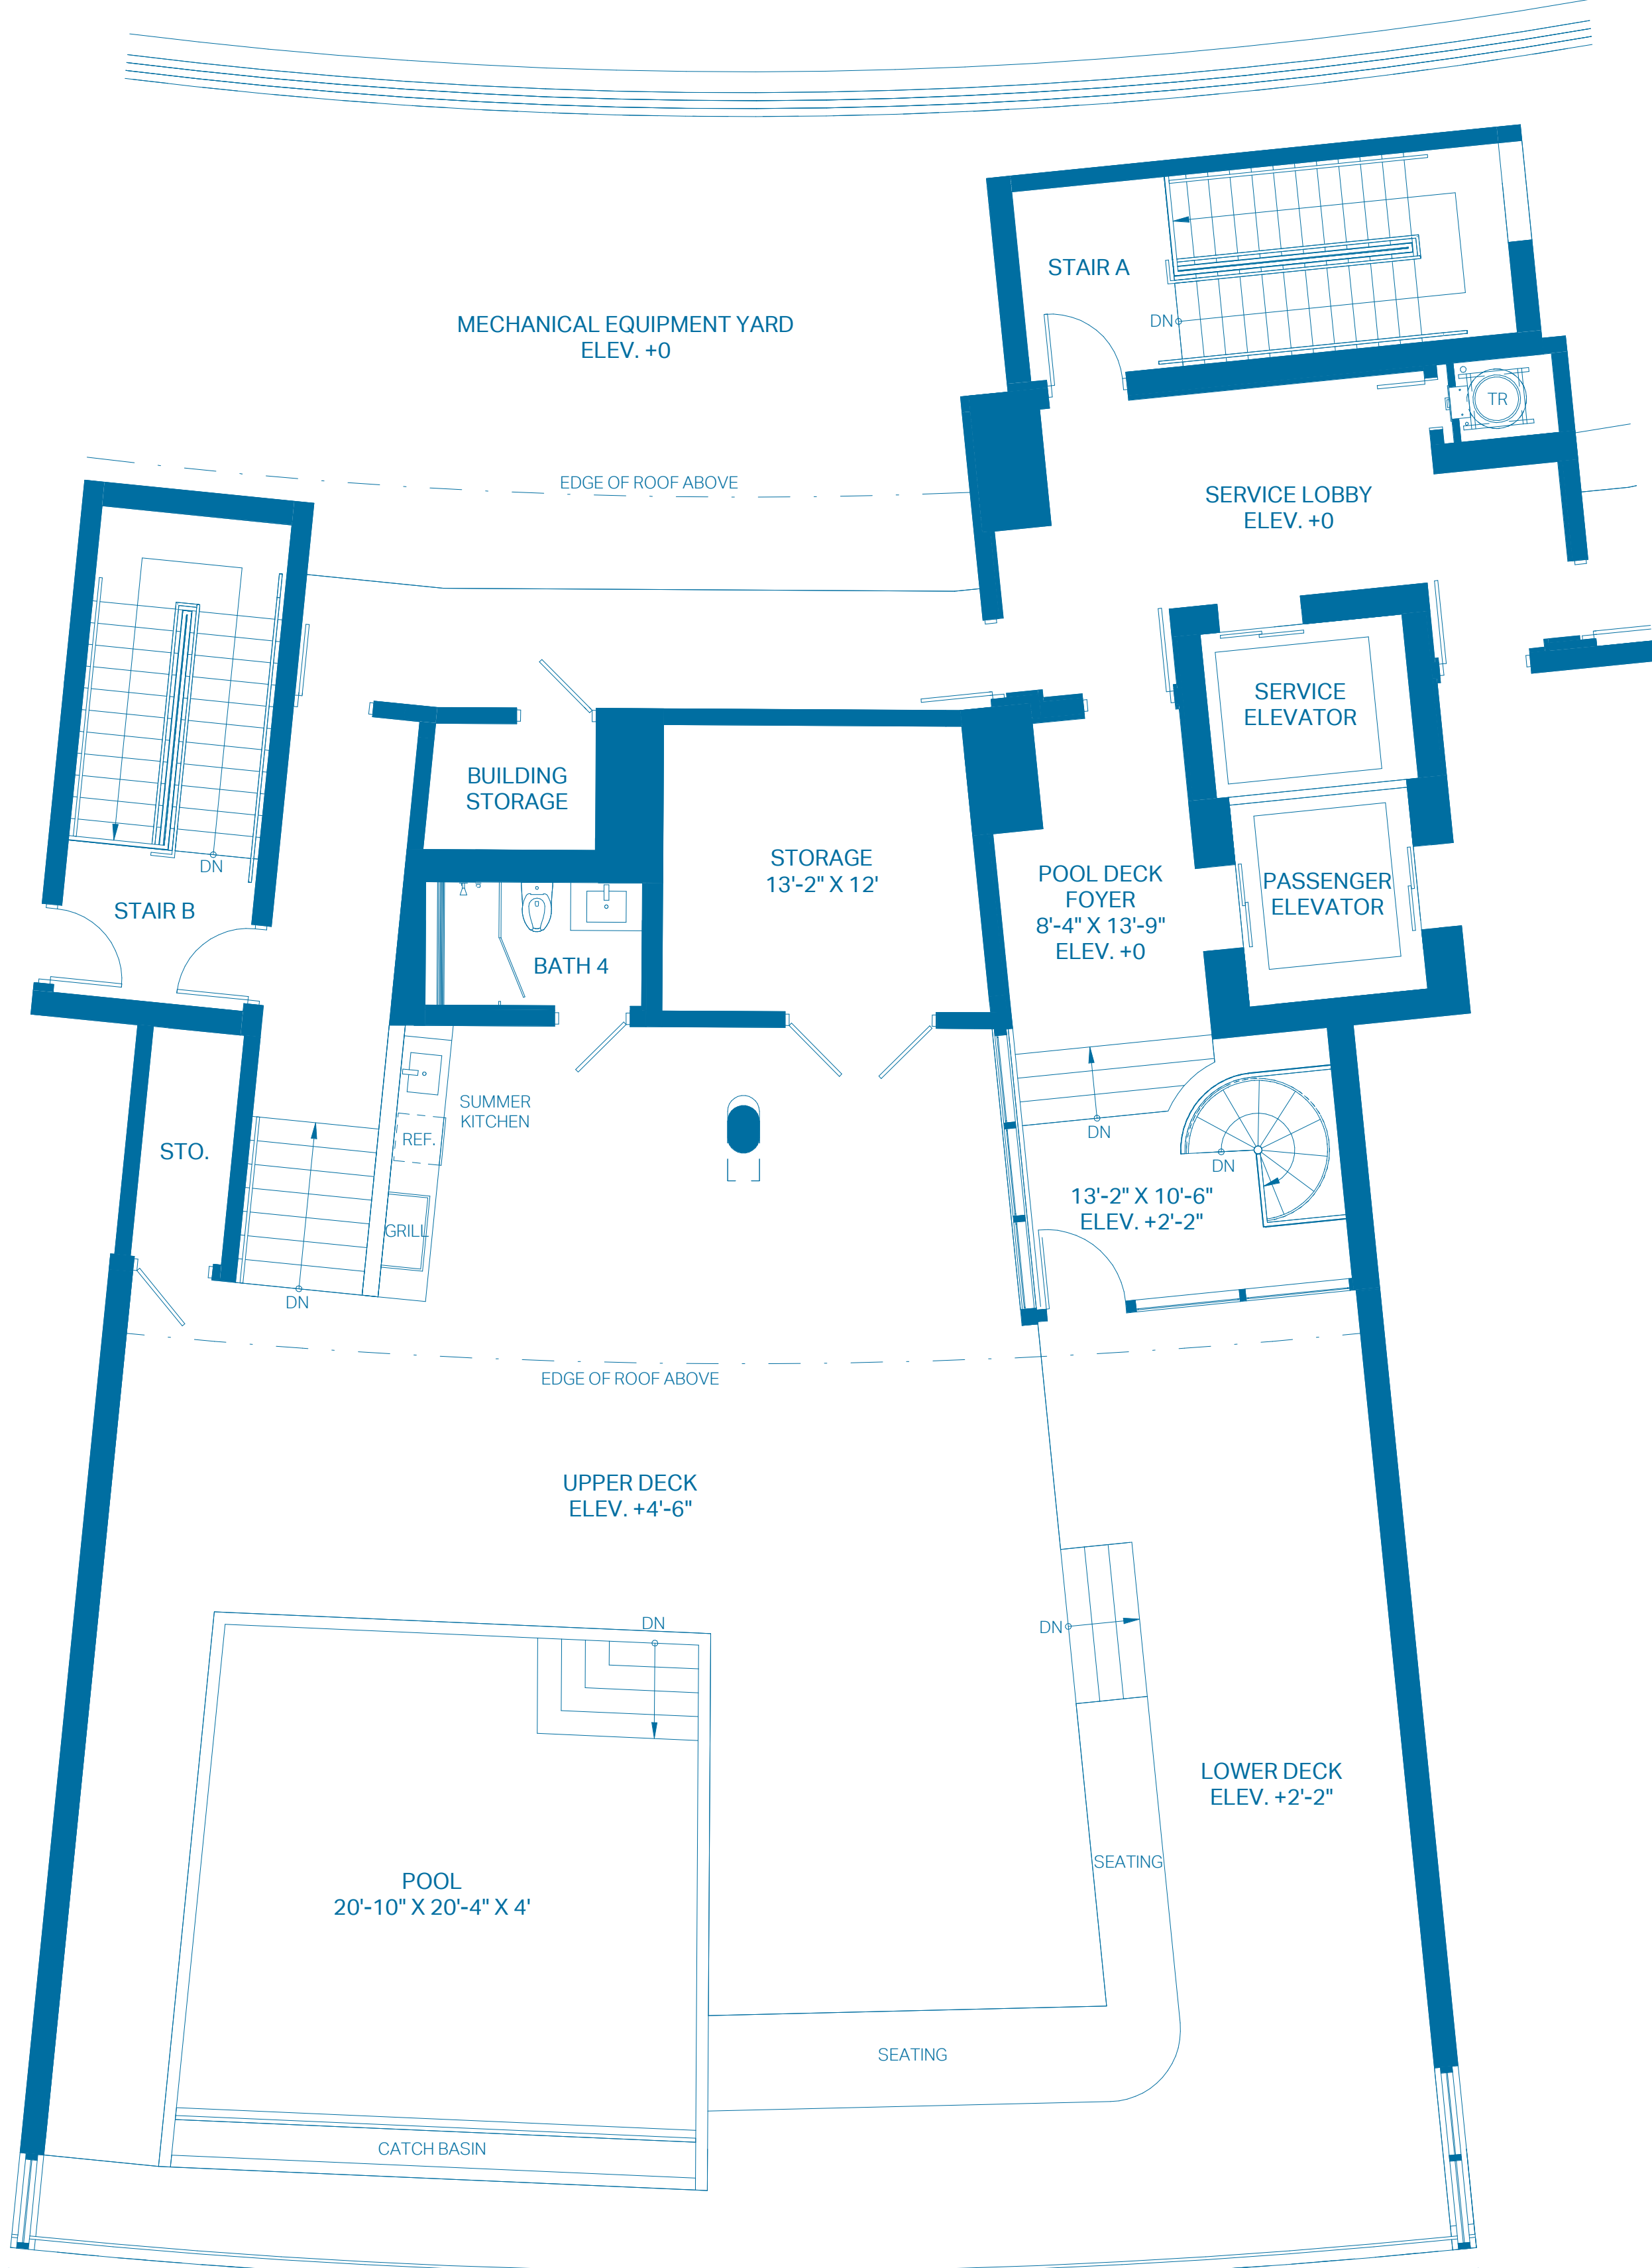 STAIR A
DN
MECHANICAL EQUIPMENT YARD
ELEV. +0
TR
EDGE OF ROOF ABOVE
SERVICE LOBBY
ELEV. +0
SERVICE
ELEVATOR
BUILDING
STORAGE
STORAGE
13'-2" X 12'
DN
STAIR B
POOL DECK
FOYER
8'-4" X 13'-9"
ELEV. +0
PASSENGER
ELEVATOR
BATH 4
SUMMER
KITCHEN
REF.
STO.
DN
DN
13'-2" X 10'-6"
ELEV. +2'-2"
GRILL
DN
EDGE OF ROOF ABOVE
UPPER DECK
ELEV. +4'-6"
DN
DN
LOWER DECK
ELEV. +2'-2"
SEATING
POOL
20'-10" X 20'-4" X 4'
SEATING
CATCH BASIN